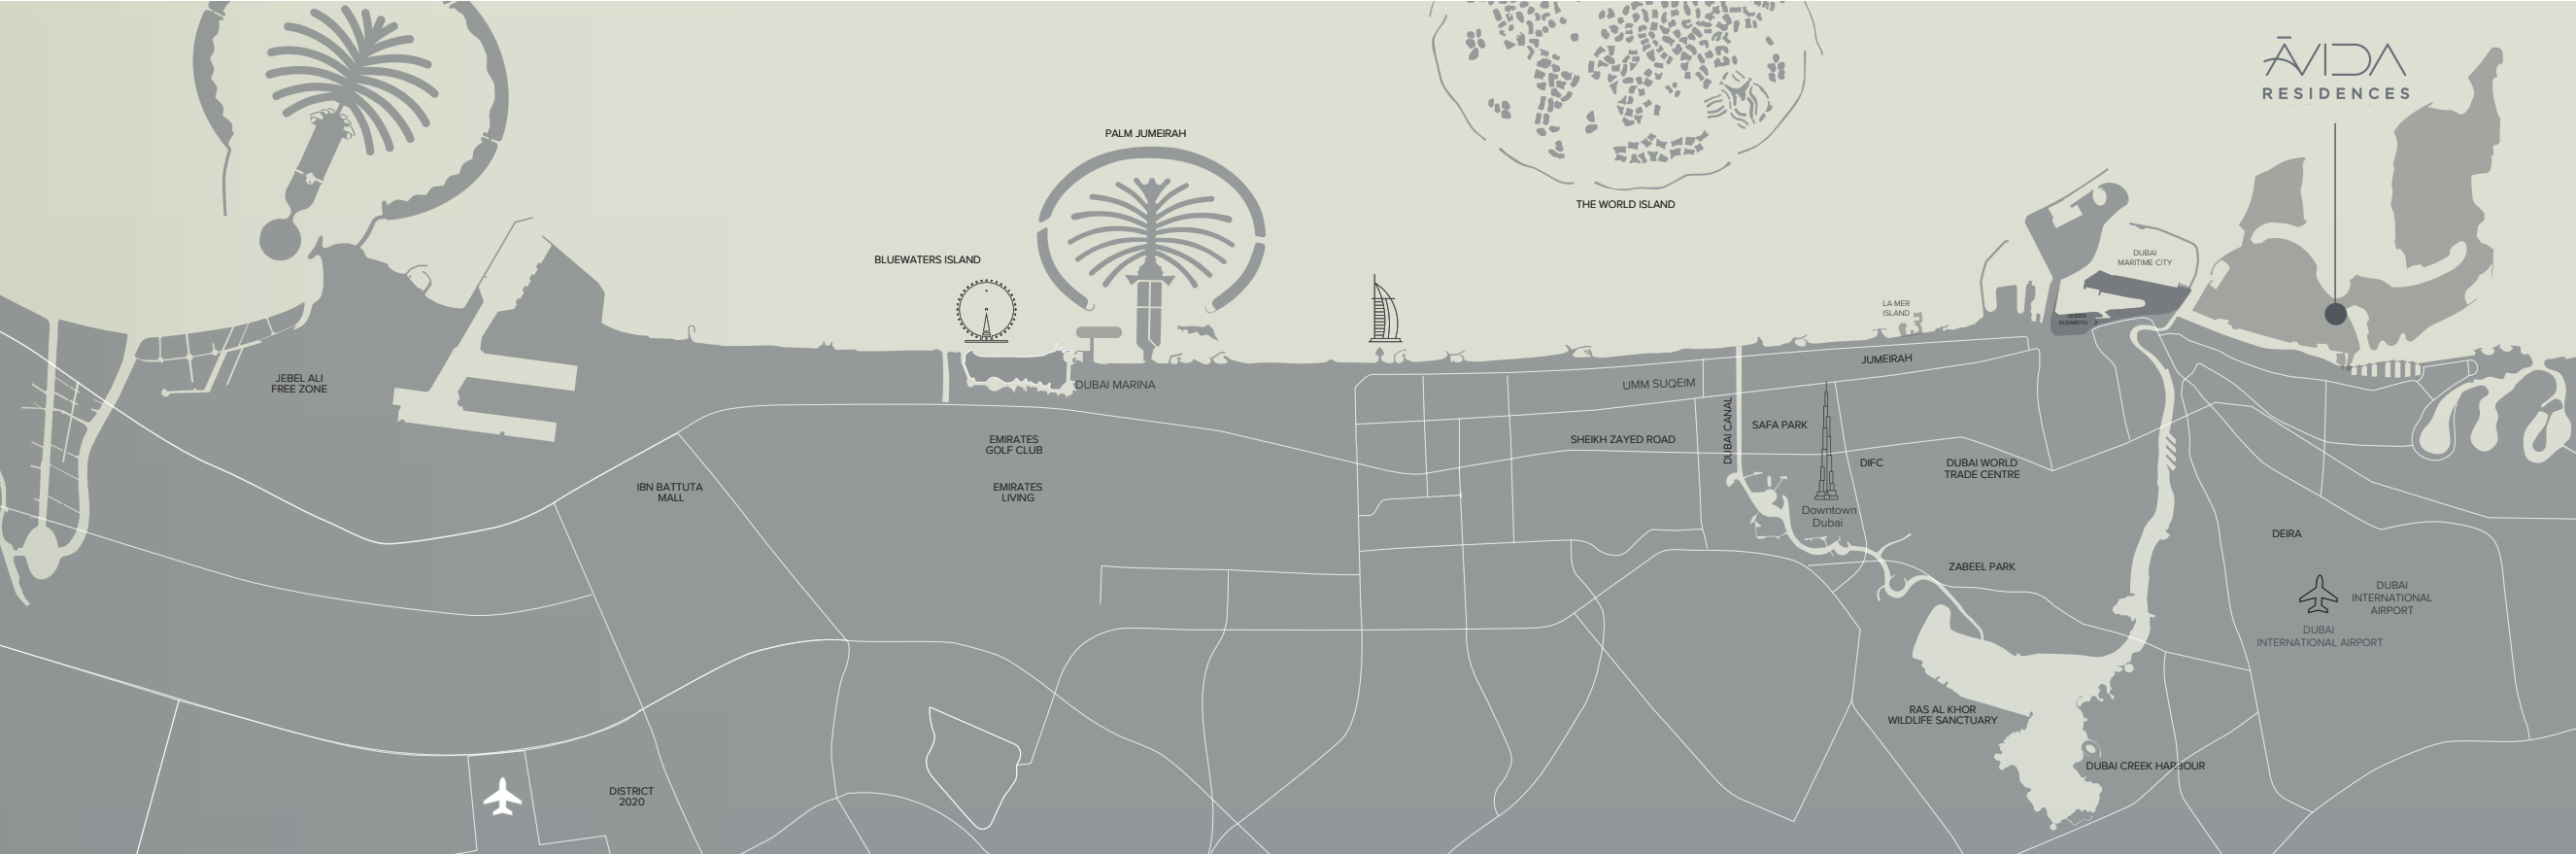 ĀVIDA
RESIDENCES
PALM JUMEIRAH
THE WORLD ISLAND
BLUEWATERS ISLAND
DUBAI
MARITIME CITY
LA MER
ISLAND
QUEEN
ELIZABETH 2
JUMEIRAH
JEBEL ALI
FREE ZONE
DUBAI MARINA
UMM SUQEIM
DUBAI CANAL
SAFA PARK
EMIRATES
GOLF CLUB
SHEIKH ZAYED ROAD
DIFC
DUBAI WORLD
TRADE CENTRE
IBN BATTUTA
MALL
EMIRATES
LIVING
Downtown
Dubai
DEIRA
ZABEEL PARK
DUBAI
INTERNATIONAL
AIRPORT
DUBAI
INTERNATIONAL AIRPORT
RAS AL KHOR
WILDLIFE SANCTUARY
DUBAI CREEK HARBOUR
DISTRICT
2020